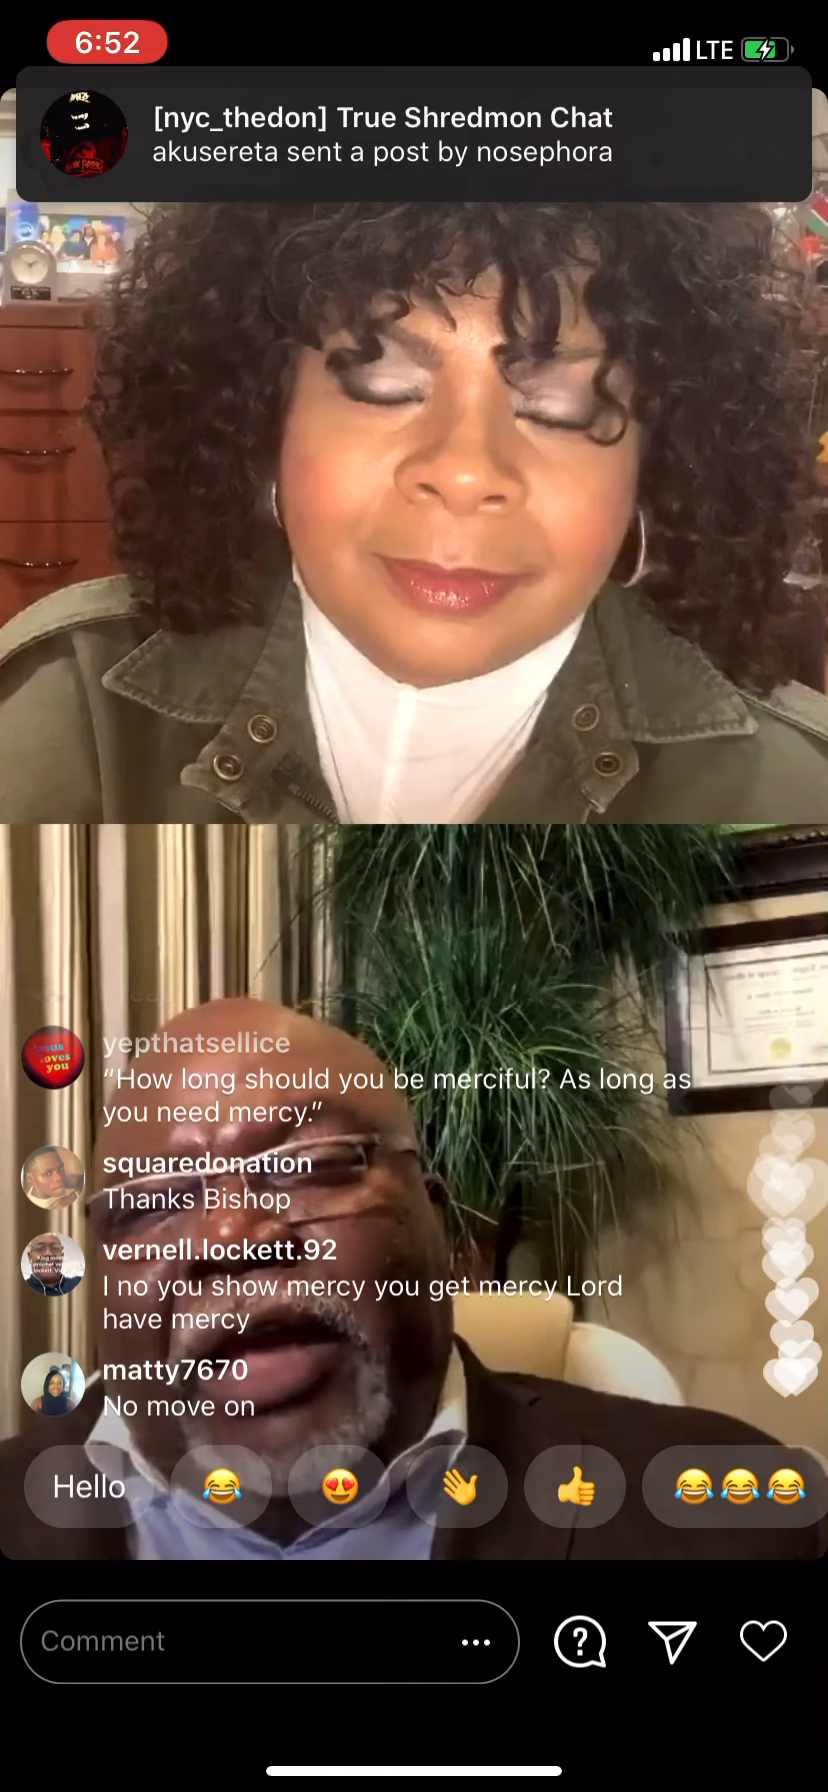 6:52
LTE
[nyc_thedon] True Shredmon Chat
akusereta sent a post by nosephora
yepthatsellice
“How long should you be merciful? As long as
you need mercy.”
squaredonation
Thanks Bishop
vernell.lockett.92
I no you show mercy you get mercy Lord
have mercy
matty7670
No move on
Hello
Comment